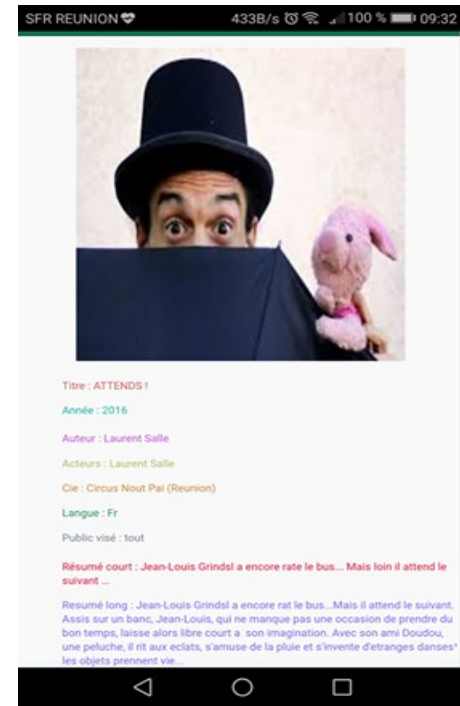 SFR REUNION 433B/s 100 % 09:32
Titre : ATTENDS !
Année : 2016
Auteur : Laurent Salle
Acteurs : Laurent Salle
Cie : Circus Nout Pai (Reunion)
Langue : Fr
Public visé : tout
Résumé court : Jean-Louis Grindsl a encore rate le bus... Mais loin il attend le
suivant ...
Resumé long : Jean-Louis Grindsl a encore rat le bus...Mais il attend le suivant.
Assis sur un banc, Jean-Louis, qui ne manque pas une occasion de prendre du
bon temps, laisse alors libre court a son imagination. Avec son ami Doudou,
une peluche, il rit aux eclats, s'amuse de la pluie et s'invente d'etranges danses"
les objets prennent vie...